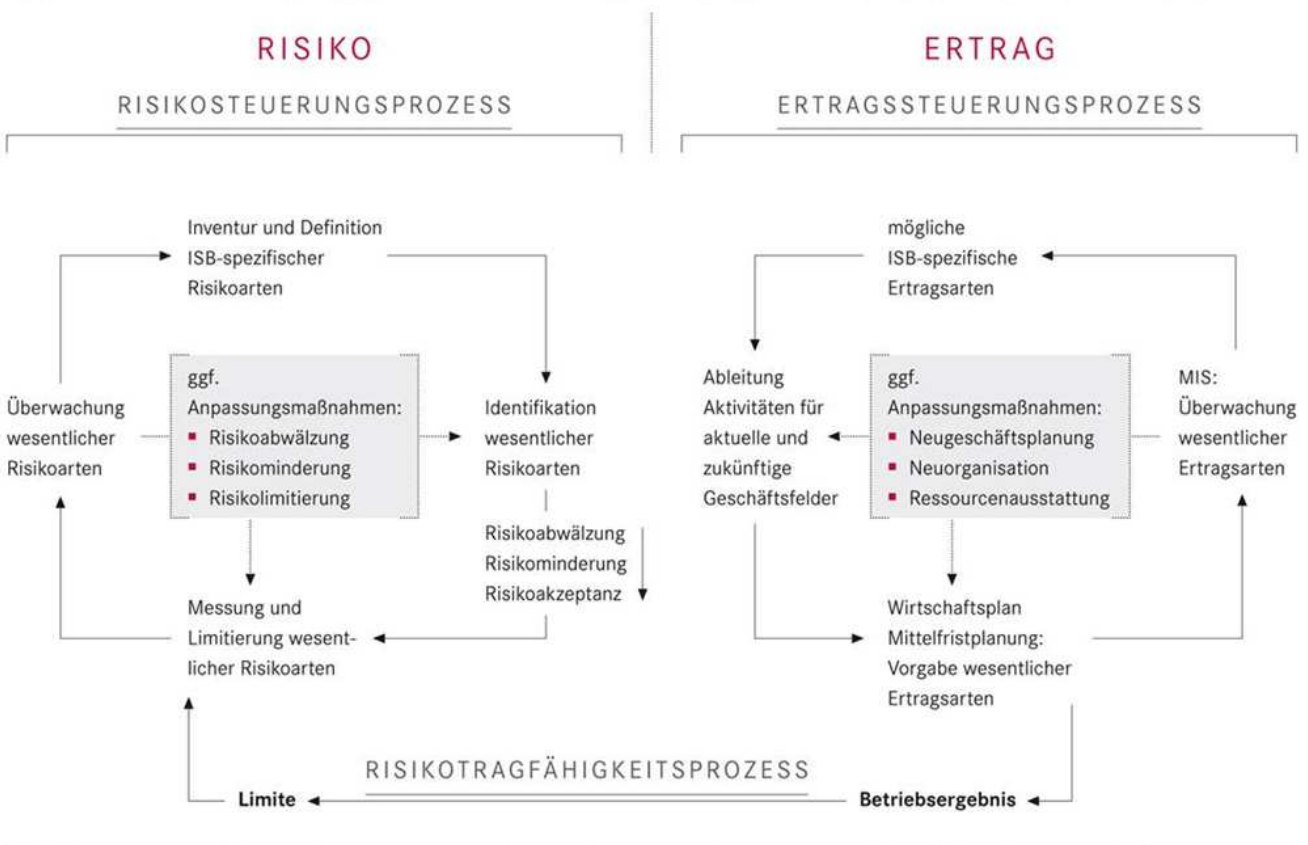 RISIKO
RISIKOSTEUERUNGSPROZESS
Inventur und Definition
ISB-spezifischer
Risikoarten
Überwachung
wesentlicher
Risikoarten
ggf.
Anpassungsmaßnahmen:
▪ Risikoabwälzung
▪ Risikominderung
▪ Risikolimitierung
Identifikation
wesentlicher
Risikoarten
Risikoabwälzung
Risikominderung
Risikoakzeptanz
Messung und
Limitierung wesent-
licher Risikoarten
ERTRAG
ERTRAGSSTEUERUNGSPROZESS
mögliche
ISB-spezifische
Ertragsarten
Ableitung
Aktivitäten für
aktuelle und
zukünftige
Geschäftsfelder
ggf.
Anpassungsmaßnahmen:
▪ Neugeschäftsplanung
▪ Neuorganisation
▪ Ressourcenausstattung
MIS:
Überwachung
wesentlicher
Ertragsarten
Wirtschaftsplan
Mittelfristplanung:
Vorgabe wesentlicher
Ertragsarten
RISIKOTRAGFÄHIGKEITSPROZESS
Limite
Betriebsergebnis